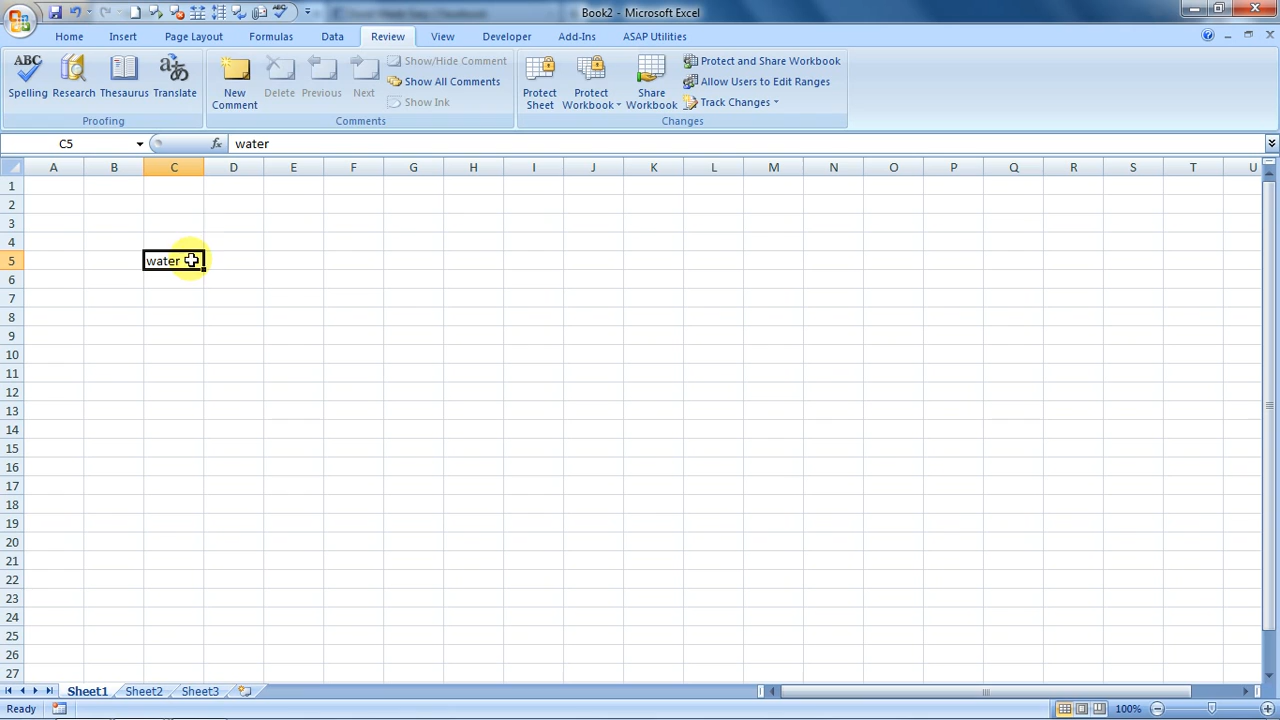 Book2 - Microsoft Excel
Home Insert Page Layout Formulas Data Review View Developer Add-Ins ASAP Utilities
ABC Spelling Research Thesaurus Translate
Proofing
New Comment Delete Previous Next
Show/Hide Comment
Show All Comments
Show Ink
Comments
Protect Sheet Protect Workbook Share Workbook
Protect and Share Workbook
Allow Users to Edit Ranges
Track Changes
Changes
C5 fx water
A B C D E F G H I J K L M N O P Q R S T U
1
2
3
4
5 water
6
7
8
9
10
11
12
13
14
15
16
17
18
19
20
21
22
23
24
25
26
27
Sheet1 Sheet2 Sheet3
Ready 100%